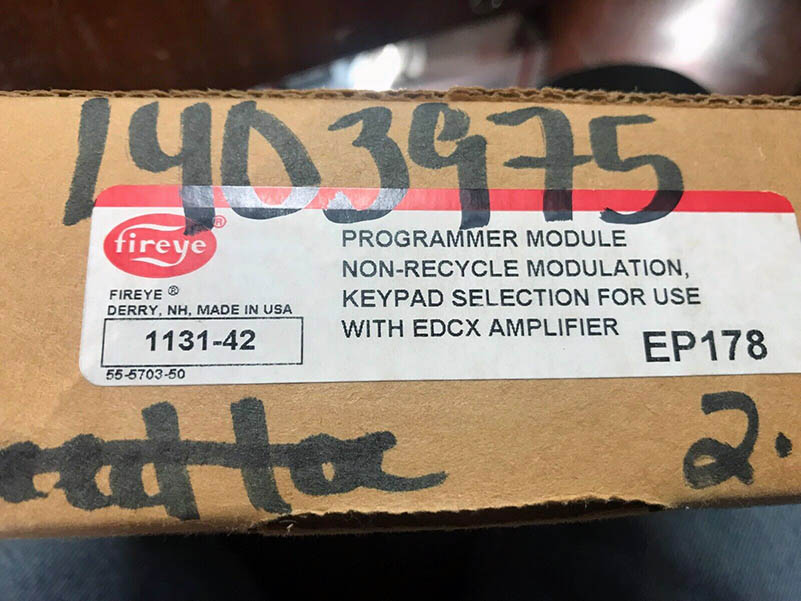 1403975
fireye®
FIREYE ®
DERRY, NH, MADE IN USA
1131-42
55-5703-50
PROGRAMMER MODULE
NON-RECYCLE MODULATION,
KEYPAD SELECTION FOR USE
WITH EDCX AMPLIFIER
EP178
2.